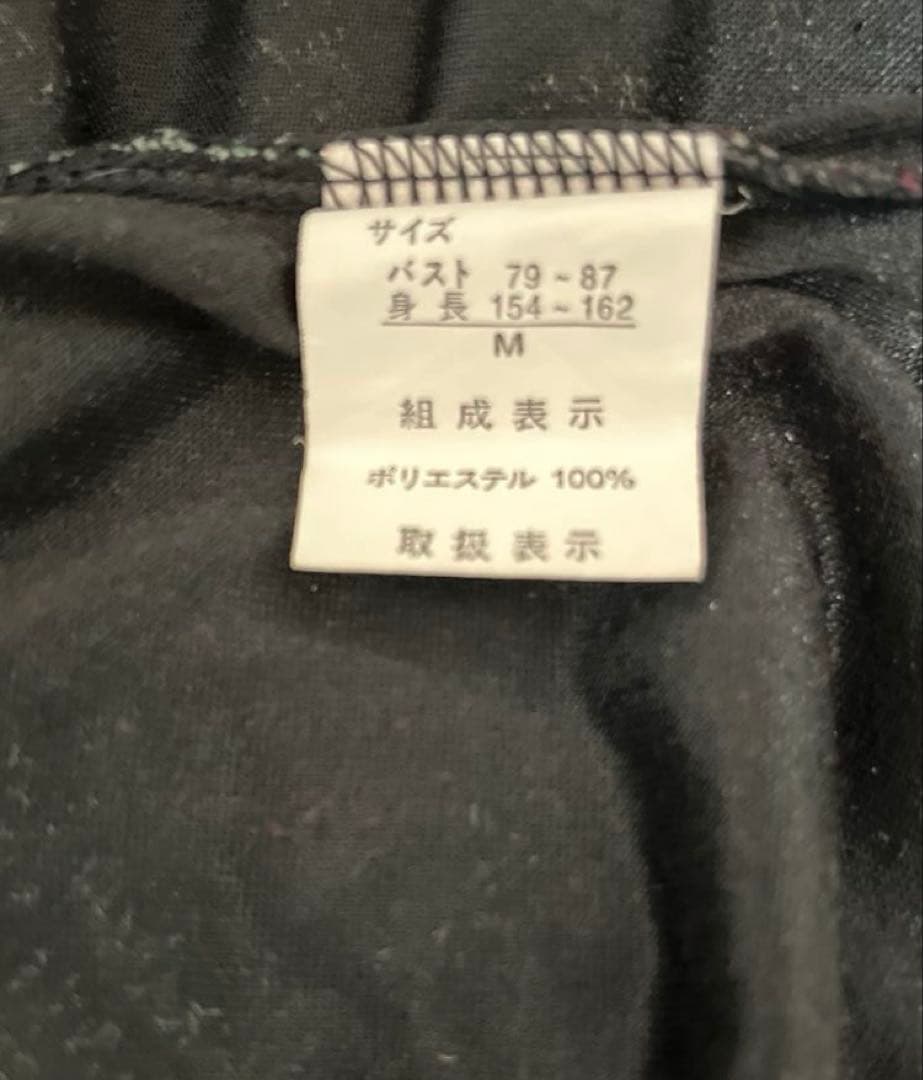 サイズ
バスト 79~87
身長 154~162
M
組成表示
ポリエステル 100%
取扱表示